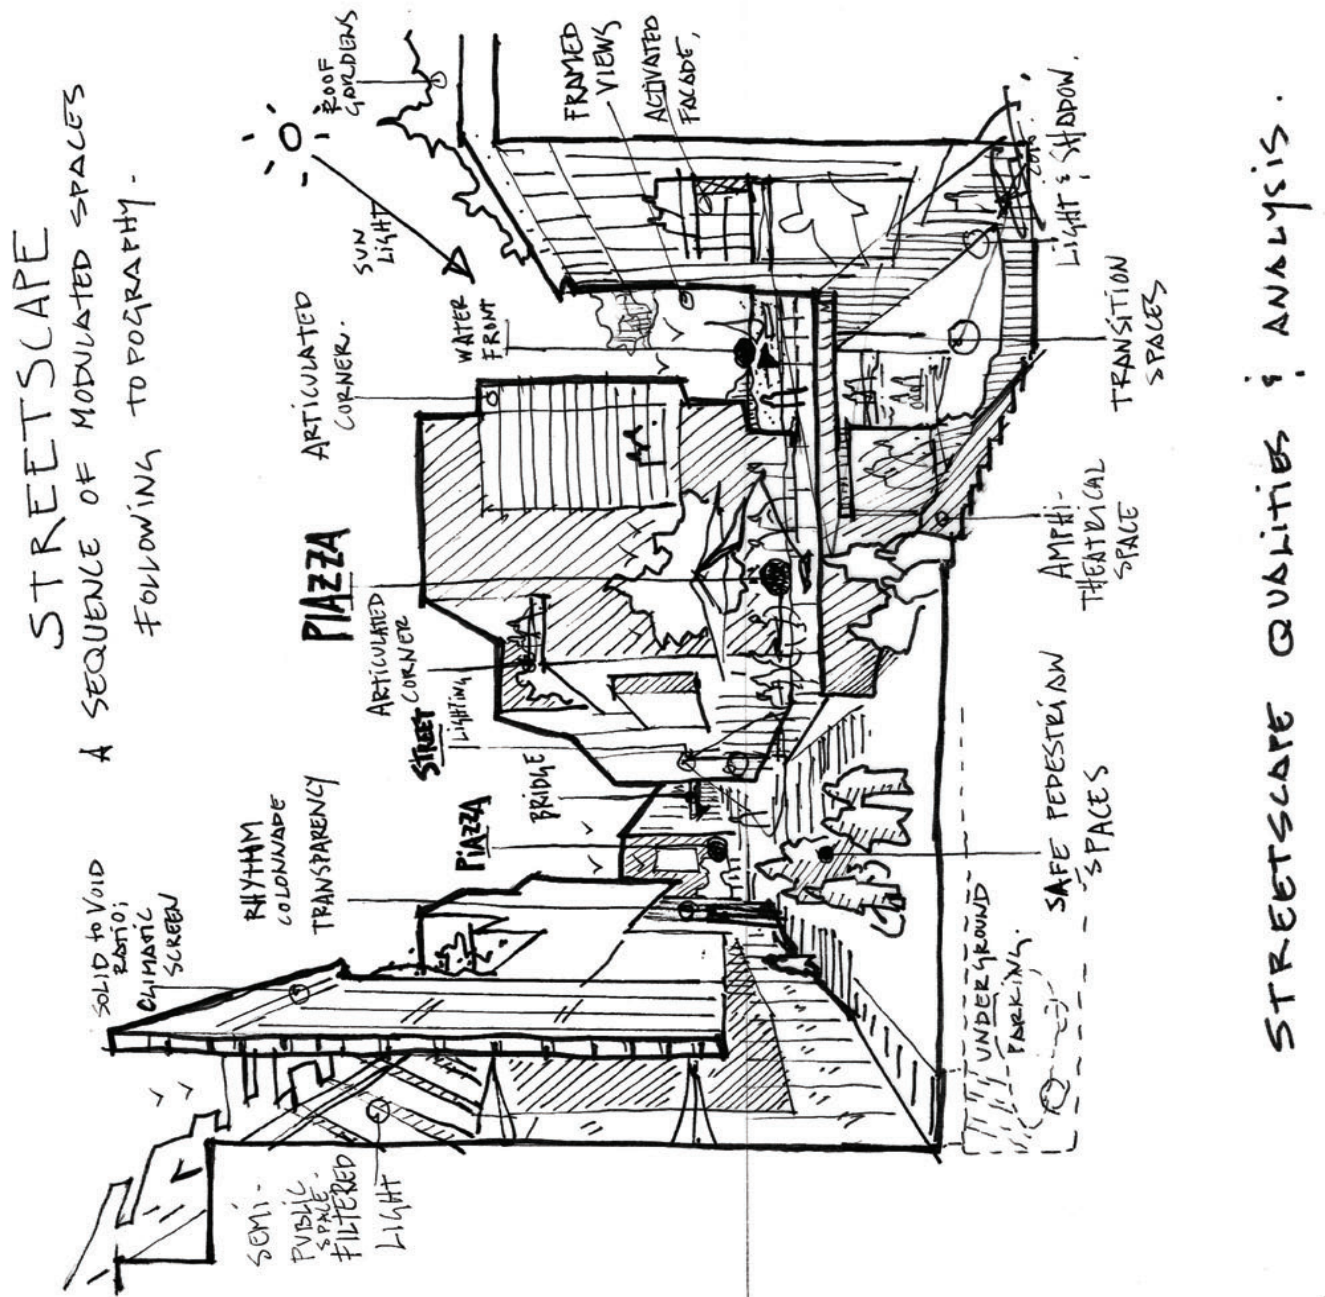 STREETSCAPE
A SEQUENCE OF MODULATED SPACES
FOLLOWING TOPOGRAPHY.
SOLID to VOID
RATIO;
CLIMATIC
SCREEN
RHYTHM
COLONNADE
TRANSPARENCY
PIAZZA
BRIDGE
STREET
LIGHTING
ARTICULATED
CORNER
PIAZZA
ARTICULATED
CORNER.
WATER
FRONT
SUN
LIGHT
ROOF
GARDENS
FRAMED
VIEWS
ACTIVATED
FACADE,
SEMI-
PUBLIC
SPACE.
FILTERED
LIGHT
UNDERGROUND
PARKING.
SAFE PEDESTRIAN
SPACES
AMPHI-
THEATRICAL
SPACE
TRANSITION
SPACES
LIGHT & SHADOW.
STREETSCAPE QUALITIES & ANALYSIS.